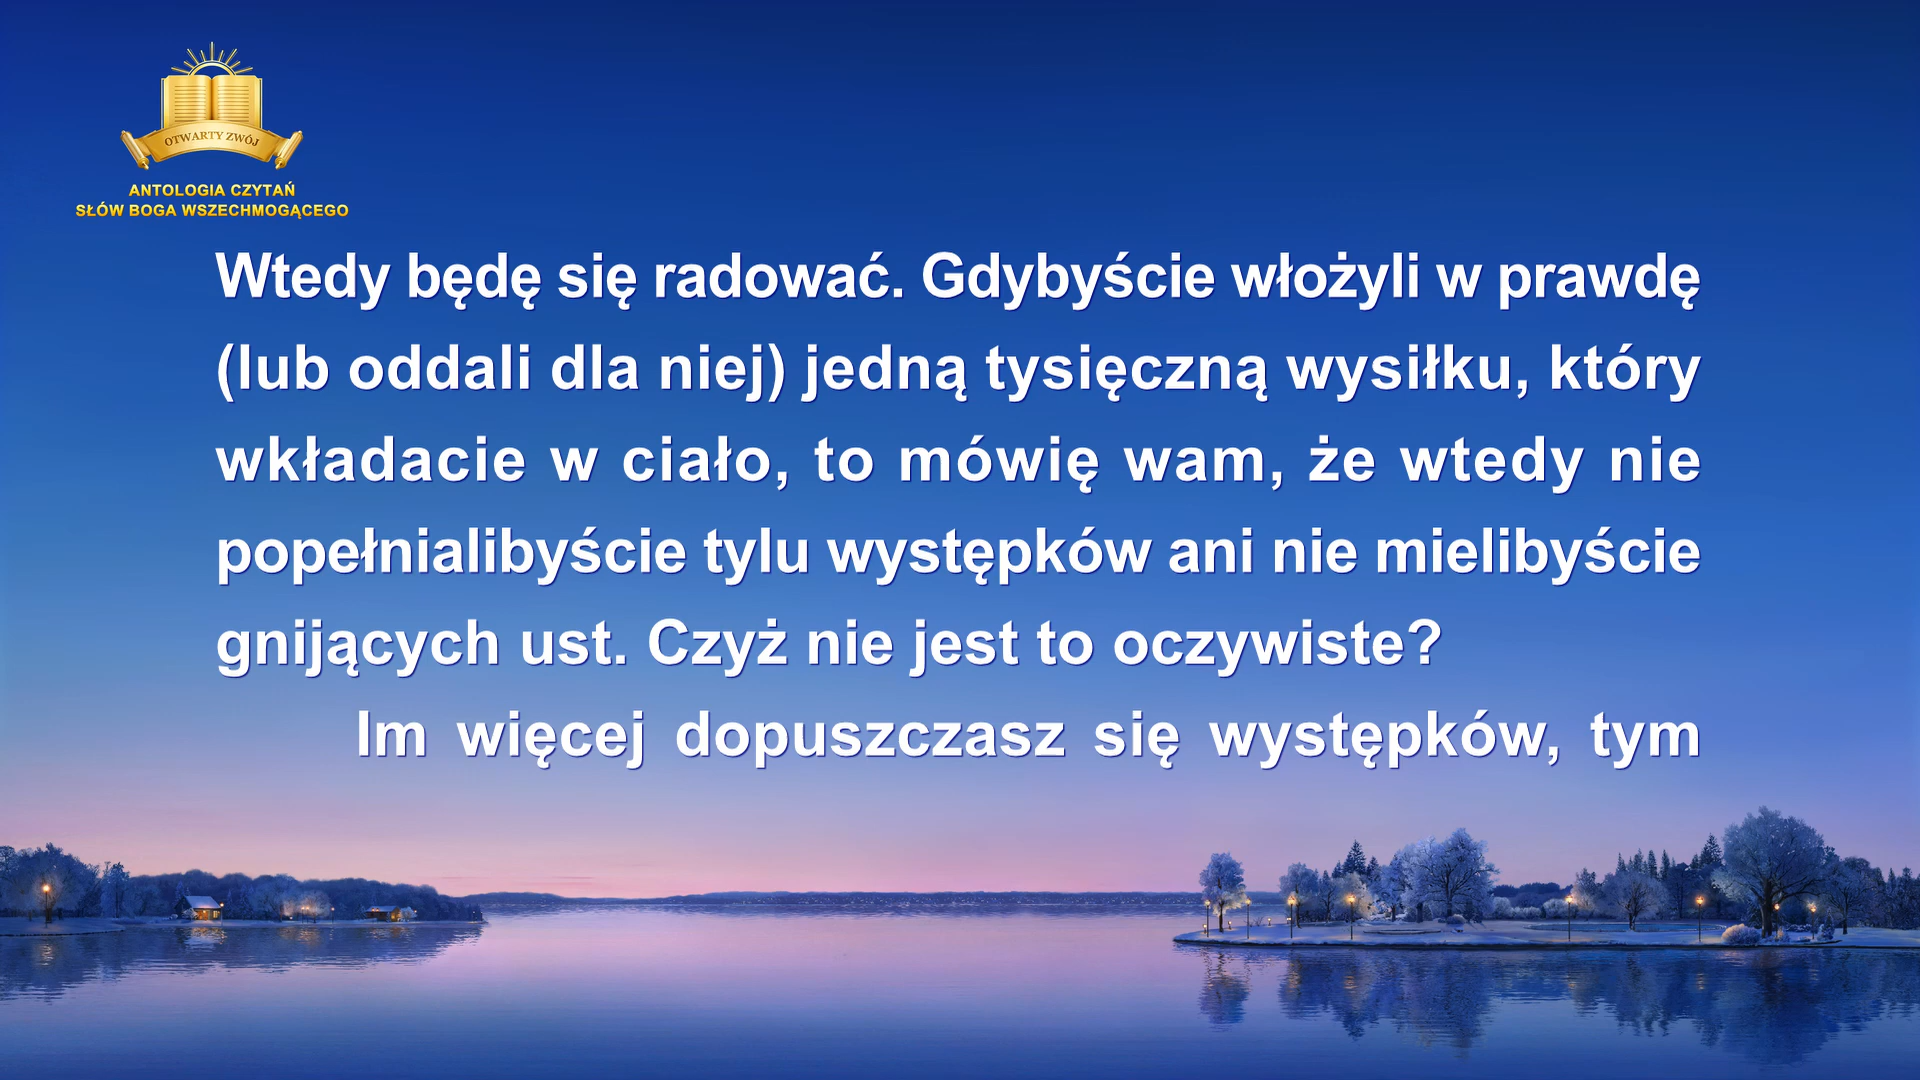 OTWARTY ZWÓJ
ANTOLOGIA CZYTAŃ
SŁÓW BOGA WSZECHMOGĄCEGO
Wtedy będę się radować. Gdybyście włożyli w prawdę
(lub oddali dla niej) jedną tysięczną wysiłku, który
wkładacie w ciało, to mówię wam, że wtedy nie
popełnialibyście tylu występków ani nie mielibyście
gnijących ust. Czyż nie jest to oczywiste?
Im więcej dopuszczasz się występków, tym